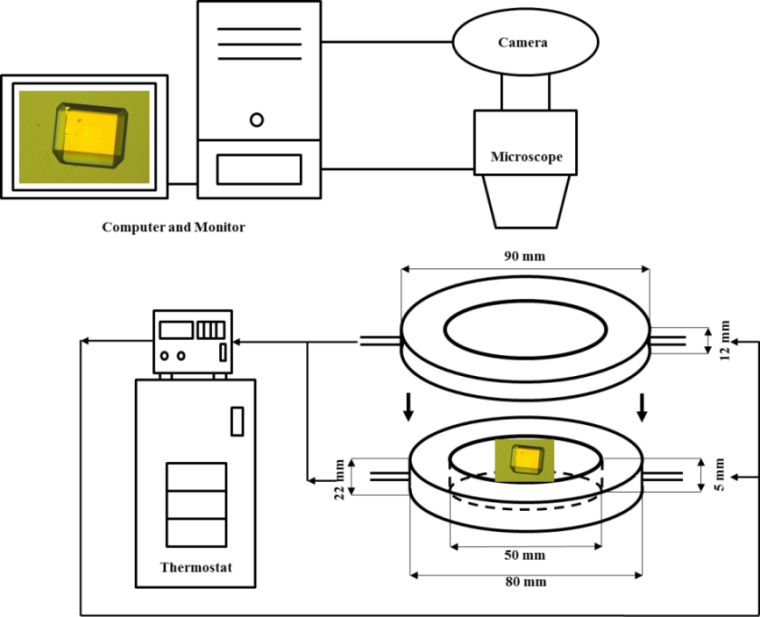 Camera
Microscope
Computer and Monitor
90 mm
12 mm
22 mm
5 mm
50 mm
80 mm
Thermostat